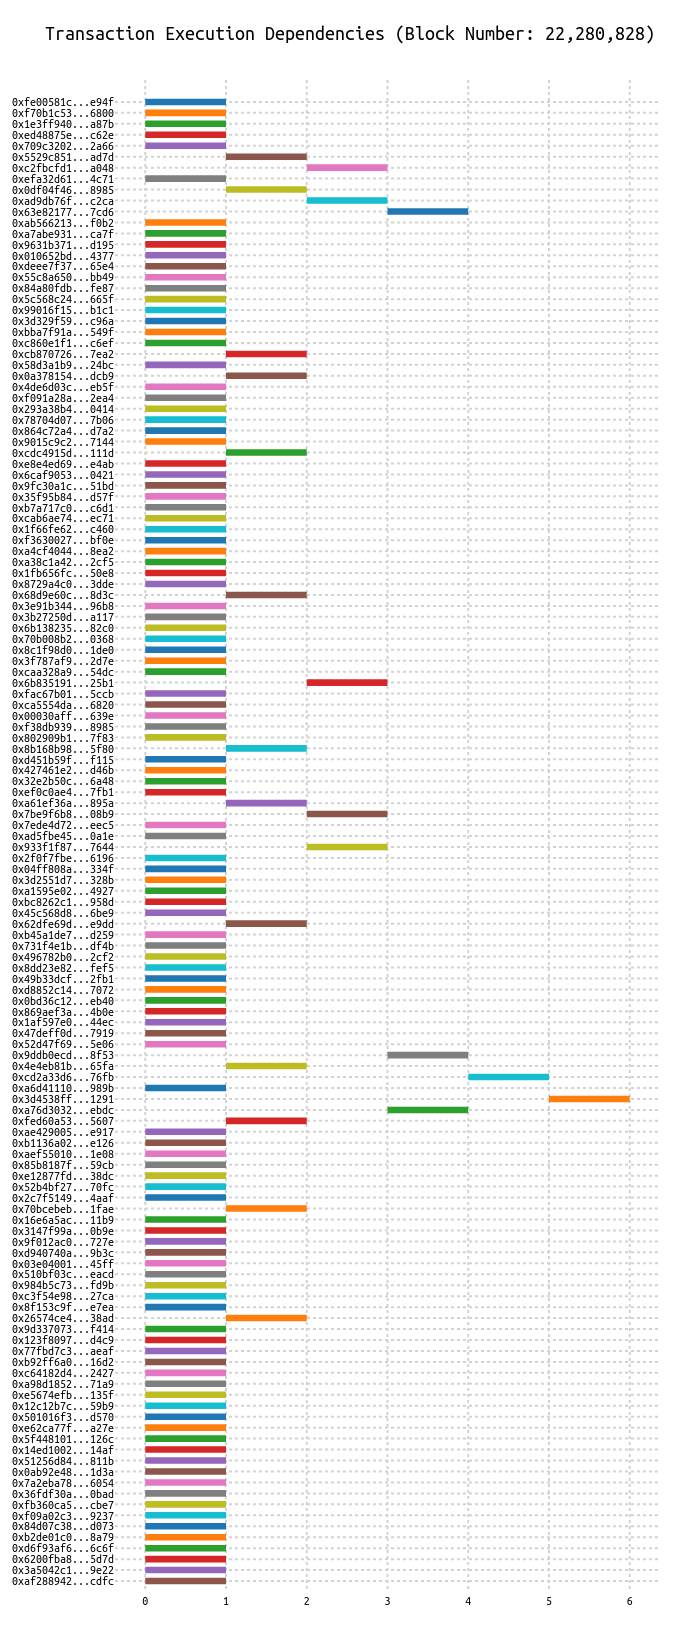 Transaction Execution Dependencies (Block Number: 22,280,828)
0xfe00581c...e94f
0xf70b1c53...6800
0x1e3ff940...a87b
0xed48875e...c62e
0x709c3202...2a66
0x5529c851...ad7d
0xc2fbcfd1...a048
0xefa32d61...4c71
0x0df04f46...8985
0xad9db76f...c2ca
0x63e82177...7cd6
0xab566213...f0b2
0xa7abe931...ca7f
0x9631b371...d195
0x010652bd...4377
0xdeee7f37...65e4
0x55c8a650...bb49
0x84a80fdb...fe87
0x5c568c24...665f
0x99016f15...b1c1
0x3d329f59...c96a
0xbba7f91a...549f
0xc860e1f1...c6ef
0xcb870726...7ea2
0x58d3a1b9...24bc
0x0a378154...dcb9
0x4de6d03c...eb5f
0xf091a28a...2ea4
0x293a38b4...0414
0x78704d07...7b06
0x864c72a4...d7a2
0x9015c9c2...7144
0xcdc4915d...111d
0xe8e4ed69...e4ab
0x6caf9053...0421
0x9fc30a1c...51bd
0x35f95b84...d57f
0xb7a717c0...c6d1
0xcab6ae74...ec71
0x1f66fe62...c460
0xf3630027...bf0e
0xa4cf4044...8ea2
0xa38c1a42...2cf5
0x1fb656fc...50e8
0x8729a4c0...3dde
0x68d9e60c...8d3c
0x3e91b344...96b8
0x3b27250d...a117
0x6b138235...82c0
0x70b008b2...0368
0x8c1f98d0...1de0
0x3f787af9...2d7e
0xcaa328a9...54dc
0x6b835191...25b1
0xfac67b01...5ccb
0xca5554da...6820
0x00030aff...639e
0xf38db939...8985
0x802909b1...7f83
0x8b168b98...5f80
0xd451b59f...f115
0x427461e2...d46b
0x32e2b50c...6a48
0xef0c0ae4...7fb1
0xa61ef36a...895a
0x7be9f6b8...08b9
0x7ede4d72...eec5
0xad5fbe45...0a1e
0x933f1f87...7644
0x2f0f7fbe...6196
0x04ff808a...334f
0x3d2551d7...328b
0xa1595e02...4927
0xbc8262c1...958d
0x45c568d8...6be9
0x62dfe69d...e9dd
0xb45a1de7...d259
0x731f4e1b...df4b
0x496782b0...2cf2
0x8dd23e82...fef5
0x49b33dcf...2fb1
0xd8852c14...7072
0x0bd36c12...eb40
0x869aef3a...4b0e
0x1af597e0...44ec
0x47deff0d...7919
0x52d47f69...5e06
0x9ddb0ecd...8f53
0x4e4eb81b...65fa
0xcd2a33d6...76fb
0xa6d41110...989b
0x3d4538ff...1291
0xa76d3032...ebdc
0xfed60a53...5607
0xae429005...e917
0xb1136a02...e126
0xaef55010...1e08
0x85b8187f...59cb
0xe12877fd...38dc
0x52b4bf27...70fc
0x2c7f5149...4aaf
0x70bcebeb...1fae
0x16e6a5ac...11b9
0x3147f99a...0b9e
0x9f012ac0...727e
0xd940740a...9b3c
0x03e04001...45ff
0x510bf03c...eacd
0x984b5c73...fd9b
0xc3f54e98...27ca
0x8f153c9f...e7ea
0x26574ce4...38ad
0x9d337073...f414
0x123f8097...d4c9
0x77fbd7c3...aeaf
0xb92ff6a0...16d2
0xc64182d4...2427
0xa98d1852...71a9
0xe5674efb...135f
0x12c12b7c...59b9
0x501016f3...d570
0xe62ca77f...a27e
0x5f448101...126c
0x14ed1002...14af
0x51256d84...811b
0x0ab92e48...1d3a
0x7a2eba78...6054
0x36fdf30a...0bad
0xfb360ca5...cbe7
0xf09a02c3...9237
0x84d07c38...d073
0xb2de01c0...8a79
0xd6f93af6...6c6f
0x6200fba8...5d7d
0x3a5042c1...9e22
0xaf288942...cdfc
0 1 2 3 4 5 6